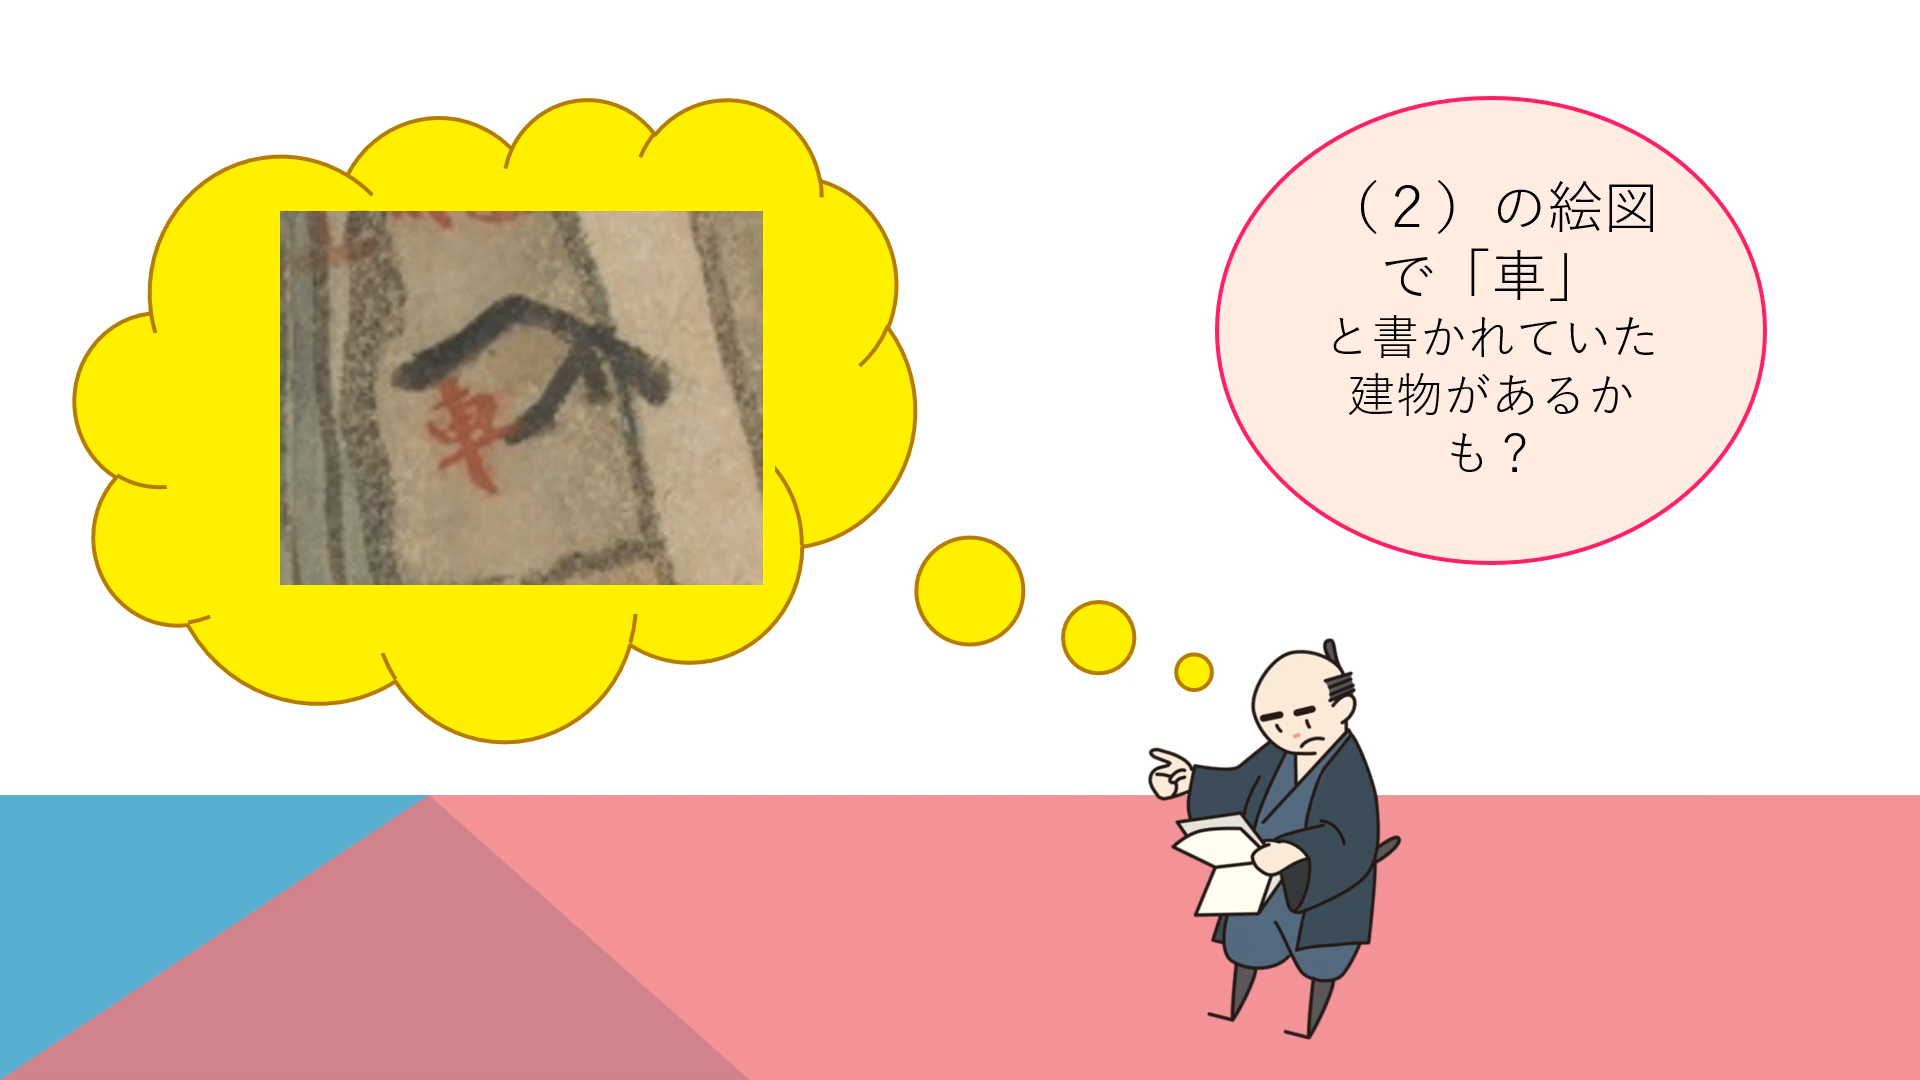 車
（２）の絵図
で「車」
と書かれていた
建物があるか
も？